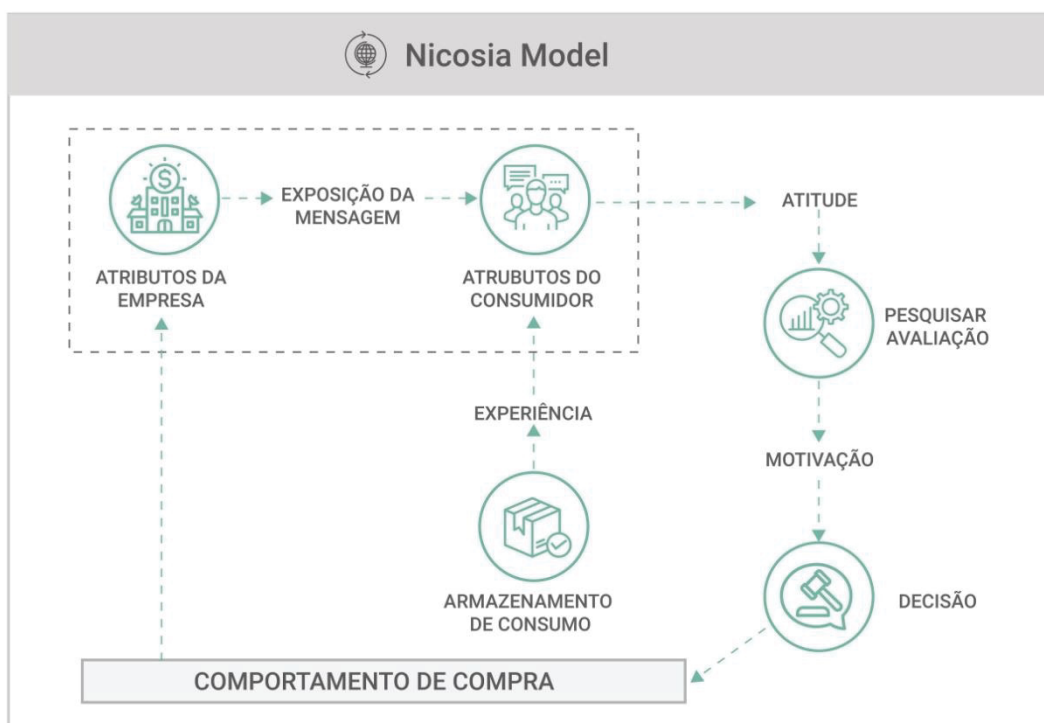 Nicosia Model
EXPOSIÇÃO DA
MENSAGEM
ATITUDE
ATRIBUTOS DA
EMPRESA
ATRUBUTOS DO
CONSUMIDOR
PESQUISAR
AVALIAÇÃO
EXPERIÊNCIA
MOTIVAÇÃO
ARMAZENAMENTO
DE CONSUMO
DECISÃO
COMPORTAMENTO DE COMPRA